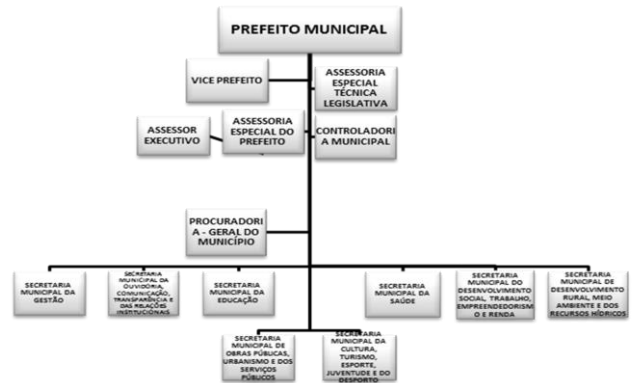 PREFEITO MUNICIPAL
VICE PREFEITO
ASSESSORIA
ESPECIAL
TÉCNICA
LEGISLATIVA
ASSESSOR
EXECUTIVO
ASSESSORIA
ESPECIAL DO
PREFEITO
CONTROLADORI
A MUNICIPAL
PROCURADORI
A - GERAL DO
MUNICÍPIO
SECRETARIA
MUNICIPAL DA
GESTÃO
SECRETARIA
MUNICIPAL DA
OUVIDORIA,
COMUNICAÇÃO,
TRANSPARÊNCIA E
DAS RELAÇÕES
INSTITUCIONAIS
SECRETARIA
MUNICIPAL DA
EDUCAÇÃO
SECRETARIA
MUNICIPAL DA
SAÚDE
SECRETARIA
MUNICIPAL DO
DESENVOLVIMENTO
SOCIAL, TRABALHO,
EMPREENDEDORISM
O E RENDA
SECRETARIA
MUNICIPAL DE
DESENVOLVIMENTO
RURAL, MEIO
AMBIENTE E DOS
RECURSOS HÍDRICOS
SECRETARIA
MUNICIPAL DE
OBRAS PÚBLICAS,
URBANISMO E DOS
SERVIÇOS
PÚBLICOS
SECRETARIA
MUNICIPAL DA
CULTURA,
TURISMO,
ESPORTE,
JUVENTUDE E DO
DESPORTO